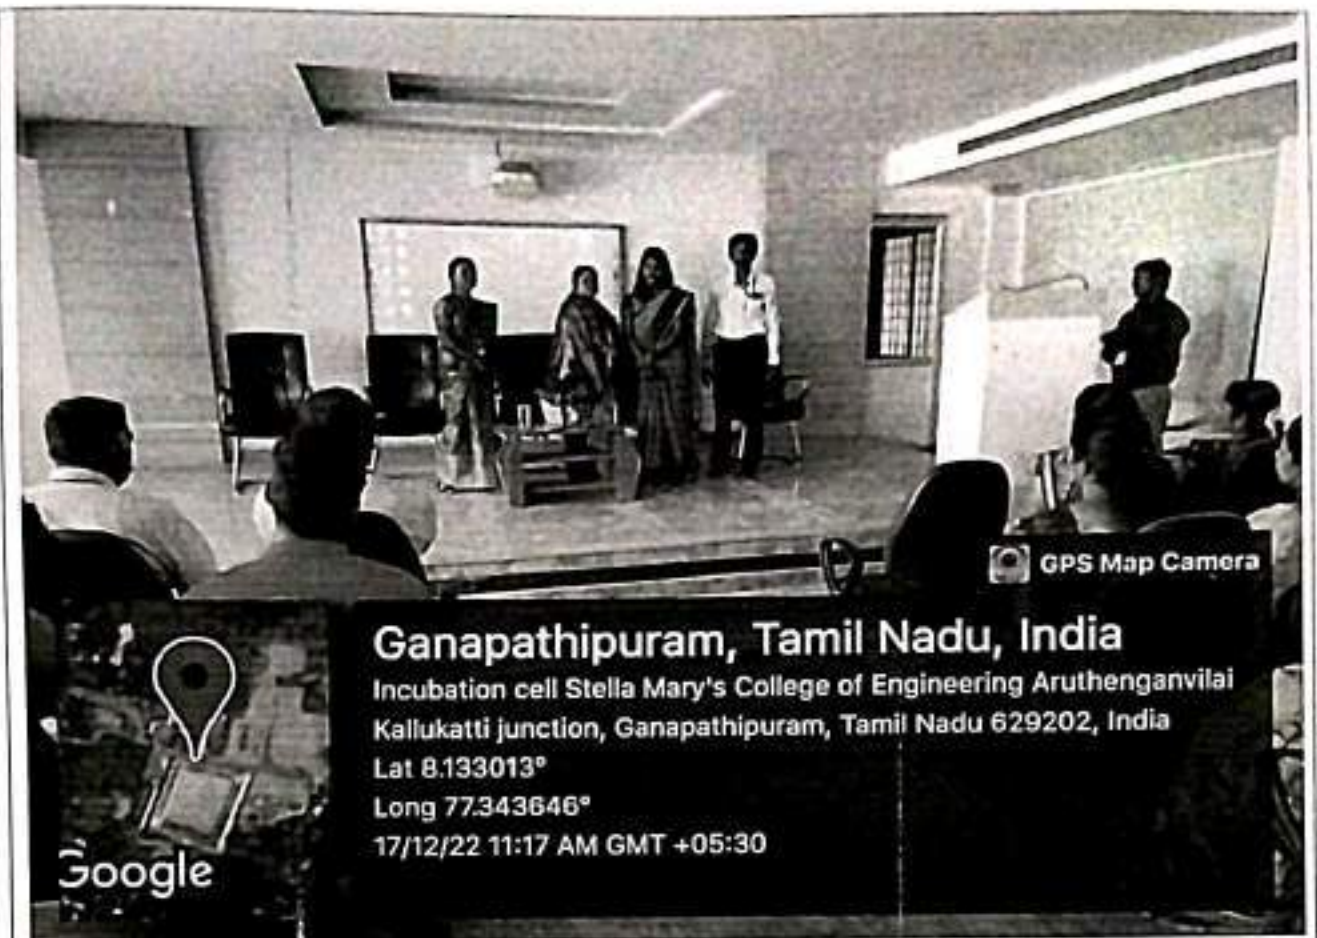 GPS Map Camera
Ganapathipuram, Tamil Nadu, India
Incubation cell Stella Mary's College of Engineering Aruthenganvilai
Kallukatti junction, Ganapathipuram, Tamil Nadu 629202, India
Lat 8.133013°
Long 77.343646°
17/12/22 11:17 AM GMT +05:30
Google